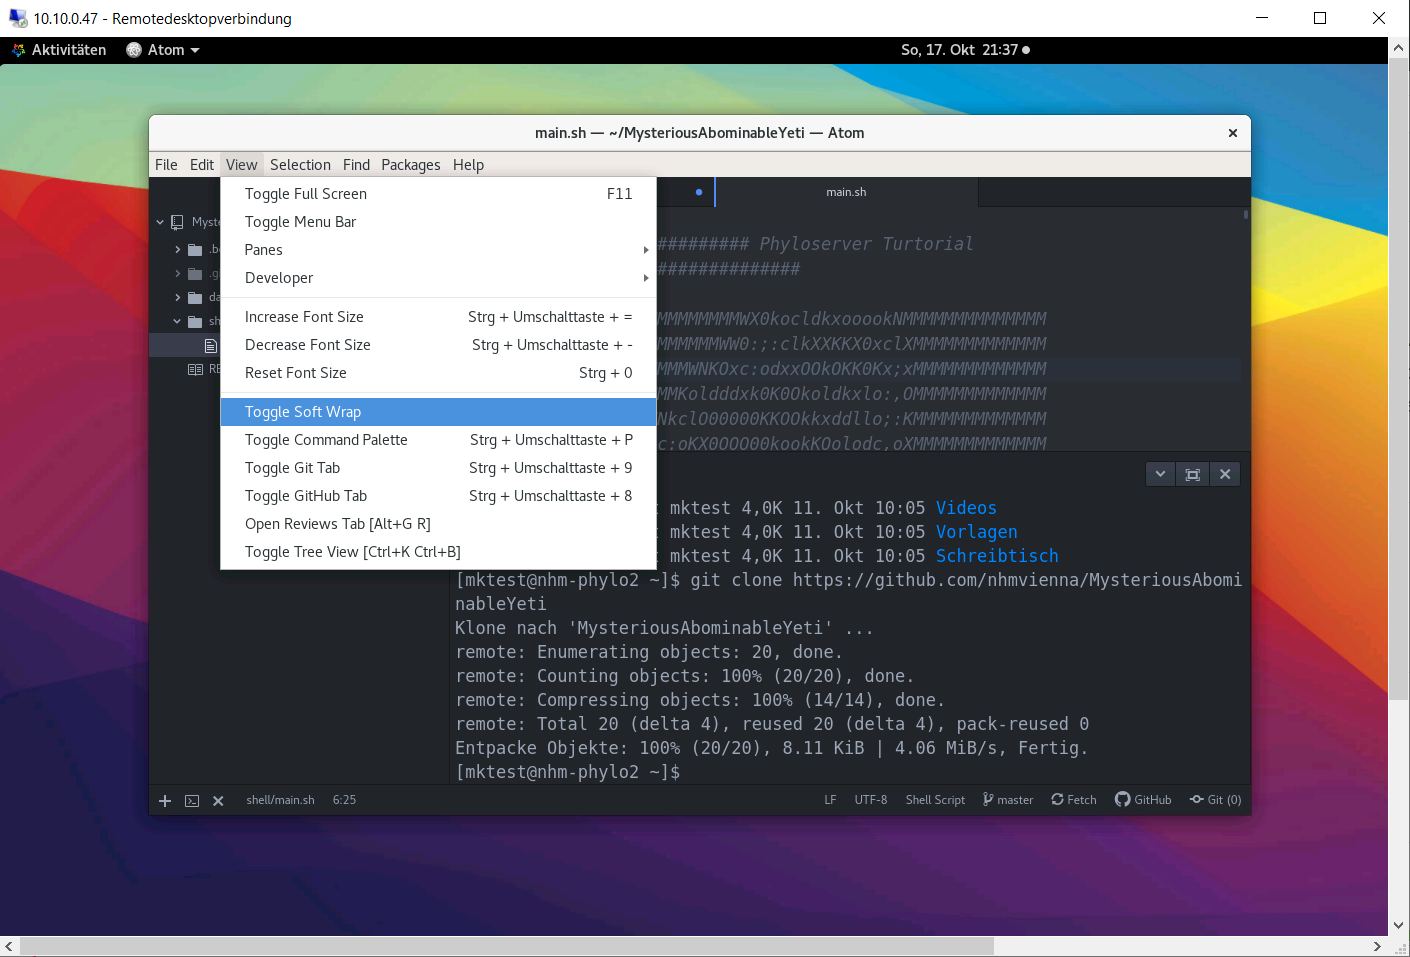 10.10.0.47 - Remotedesktopverbindung
Aktivitäten Atom So, 17. Okt 21:37
main.sh — ~/MysteriousAbominableYeti — Atom
File Edit View Selection Find Packages Help
main.sh
Toggle Full Screen F11
Toggle Menu Bar
Panes
Developer
Increase Font Size Strg + Umschalttaste + =
Decrease Font Size Strg + Umschalttaste + -
Reset Font Size Strg + 0
Toggle Soft Wrap
Toggle Command Palette Strg + Umschalttaste + P
Toggle Git Tab Strg + Umschalttaste + 9
Toggle GitHub Tab Strg + Umschalttaste + 8
Open Reviews Tab [Alt+G R]
Toggle Tree View [Ctrl+K Ctrl+B]
Myste
.b
.g
da
sh
RE
######### Phyloserver Turtorial
##############
MMMMMMMMWX0kocldkxooookNMMMMMMMMMMMMMM
MMMMMMMWW0:;:clkXXKKX0xclXMMMMMMMMMMMMM
MMMWNKOxc:odxxOOkOKK0Kx;xMMMMMMMMMMMMM
MMKoldddxk0K0Okoldkxlo:,OMMMMMMMMMMMMM
NkclO00000KKOOkkxddllo;:KMMMMMMMMMMMMM
c:oKX0OOO00kookKOolodc,oXMMMMMMMMMMMMM
mktest 4,0K 11. Okt 10:05 Videos
mktest 4,0K 11. Okt 10:05 Vorlagen
mktest 4,0K 11. Okt 10:05 Schreibtisch
[mktest@nhm-phylo2 ~]$ git clone https://github.com/nhmvienna/MysteriousAbomi
nableYeti
Klone nach 'MysteriousAbominableYeti' ...
remote: Enumerating objects: 20, done.
remote: Counting objects: 100% (20/20), done.
remote: Compressing objects: 100% (14/14), done.
remote: Total 20 (delta 4), reused 20 (delta 4), pack-reused 0
Entpacke Objekte: 100% (20/20), 8.11 KiB | 4.06 MiB/s, Fertig.
[mktest@nhm-phylo2 ~]$
shell/main.sh 6:25 LF UTF-8 Shell Script master Fetch GitHub Git (0)